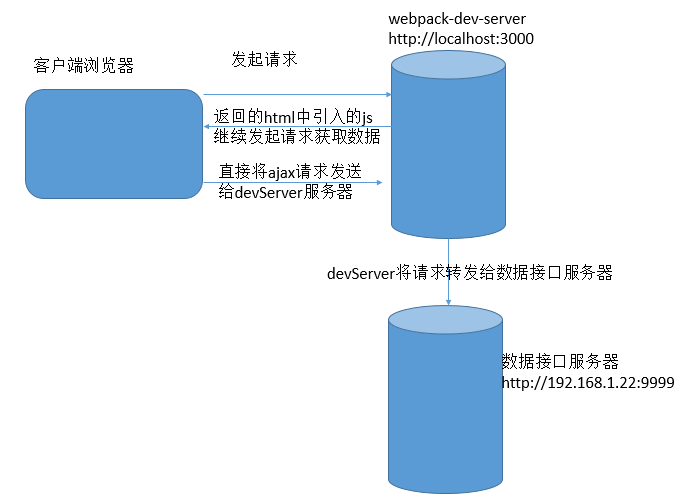 webpack-dev-server
http://localhost:3000
客户端浏览器
发起请求
返回的html中引入的js
继续发起请求获取数据
直接将ajax请求发送
给devServer服务器
devServer将请求转发给数据接口服务器
数据接口服务器
http://192.168.1.22:9999